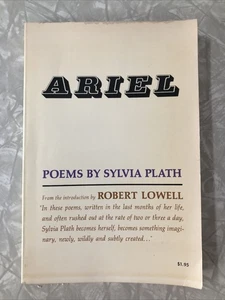 ARIEL
POEMS BY SYLVIA PLATH
From the introduction by ROBERT LOWELL
"In these poems, written in the last months of her life,
and often rushed out at the rate of two or three a day,
Sylvia Plath becomes herself, becomes something imagi-
nary, newly, wildly and subtly created..."
$1.95